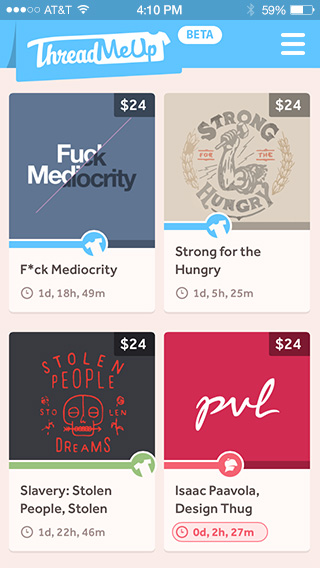 AT&T 4:10 PM 59%
ThreadMeUp BETA
$24
Fuck
Mediocrity
F*ck Mediocrity
1d, 18h, 49m
$24
STRONG
FOR THE
HUNGRY
Strong for the
Hungry
1d, 5h, 25m
$24
STOLEN
PEOPLE
STO LEN
DREAMS
Slavery: Stolen
People, Stolen
1d, 22h, 46m
$24
pvl
Isaac Paavola,
Design Thug
0d, 2h, 27m